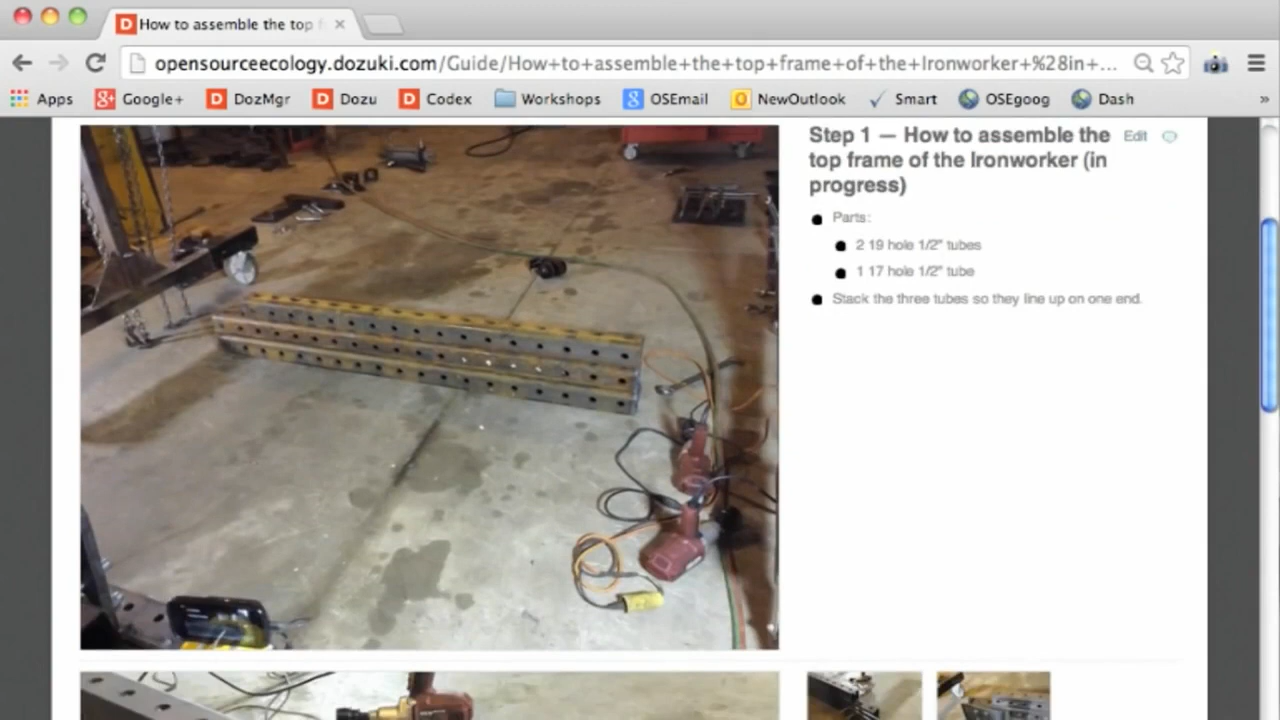 How to assemble the top f
opensourceecology.dozuki.com/Guide/How+to+assemble+the+top+frame+of+the+Ironworker+%28in+...
Apps Google+ DozMgr Dozu Codex Workshops OSEmail NewOutlook Smart OSEgoog Dash »
Step 1 — How to assemble the Edit
top frame of the Ironworker (in
progress)
Parts:
2 19 hole 1/2" tubes
1 17 hole 1/2" tube
Stack the three tubes so they line up on one end.